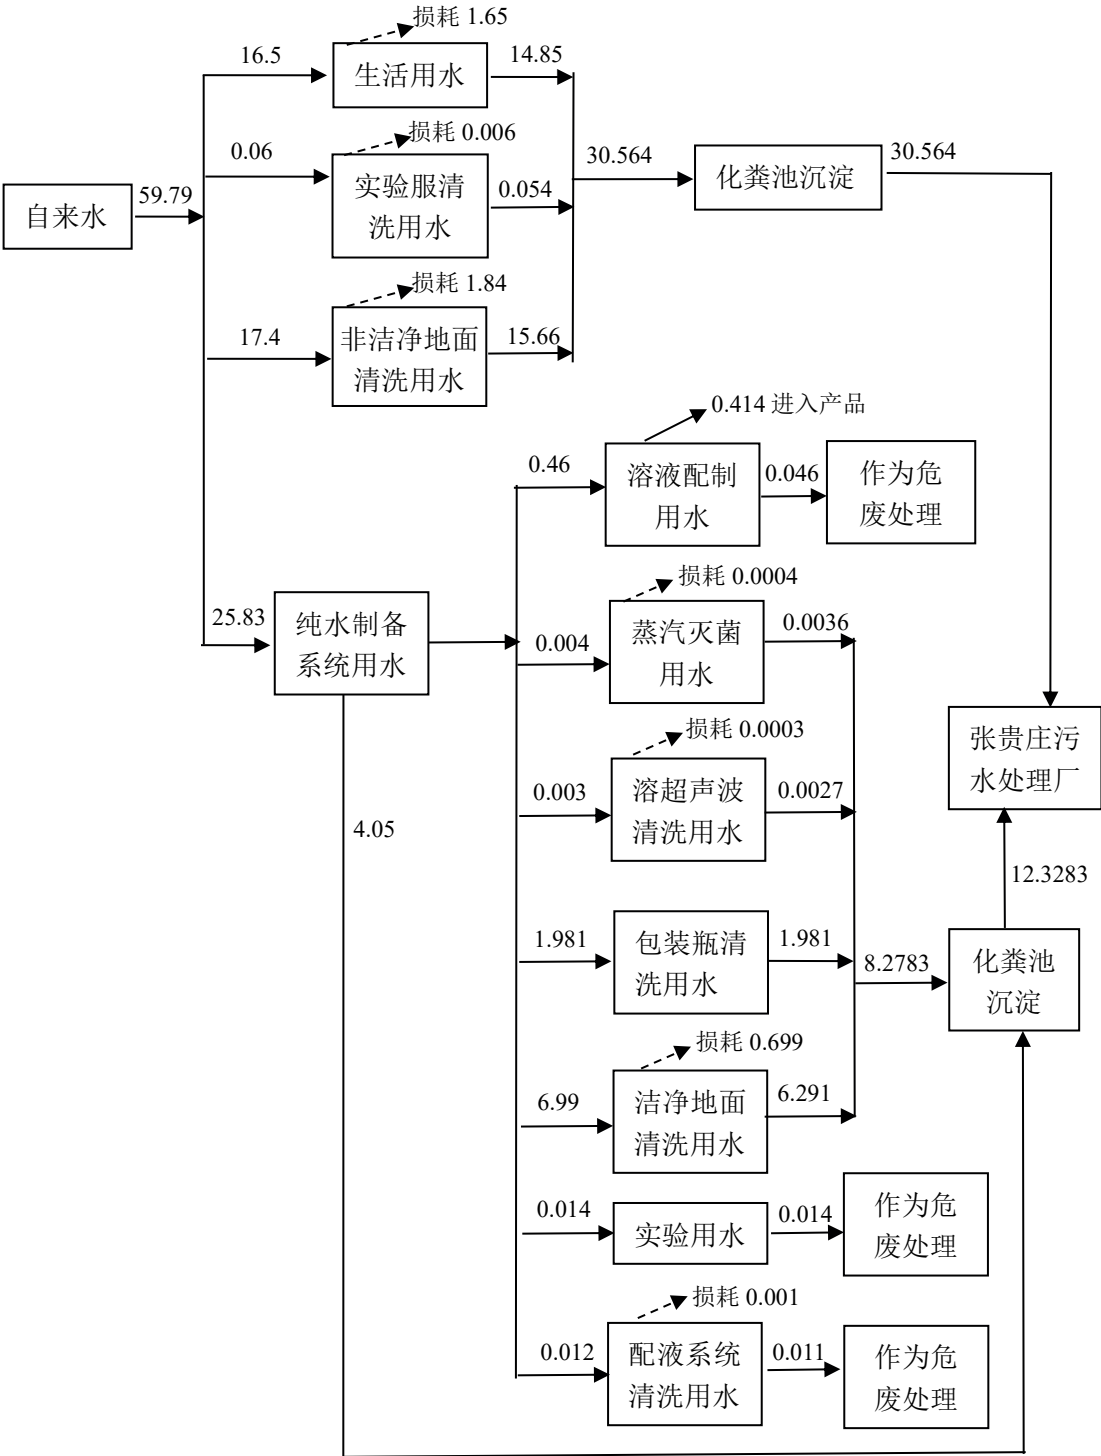 损耗 1.65
16.5
生活用水
14.85
损耗 0.006
0.06
实验服清
洗用水
0.054
30.564
化粪池沉淀
30.564
自来水
59.79
损耗 1.84
17.4
非洁净地面
清洗用水
15.66
0.414 进入产品
0.46
溶液配制
用水
0.046
作为危
废处理
25.83
纯水制备
系统用水
损耗 0.0004
0.004
蒸汽灭菌
用水
0.0036
损耗 0.0003
0.003
溶超声波
清洗用水
0.0027
张贵庄污
水处理厂
4.05
12.3283
1.981
包装瓶清
洗用水
1.981
8.2783
化粪池
沉淀
损耗 0.699
6.99
洁净地面
清洗用水
6.291
0.014
实验用水
0.014
作为危
废处理
损耗 0.001
0.012
配液系统
清洗用水
0.011
作为危
废处理